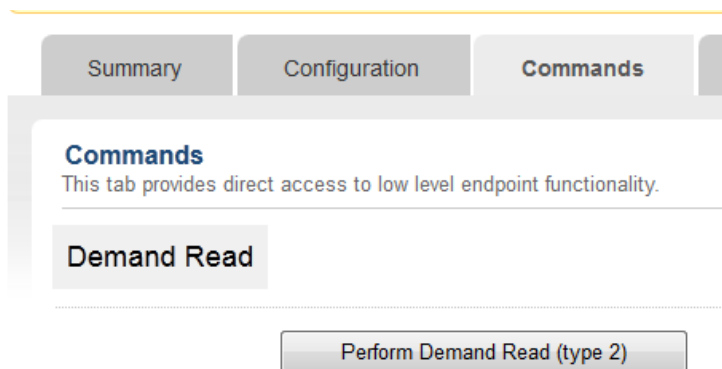 Summary Configuration Commands
Commands
This tab provides direct access to low level endpoint functionality.
Demand Read
Perform Demand Read (type 2)